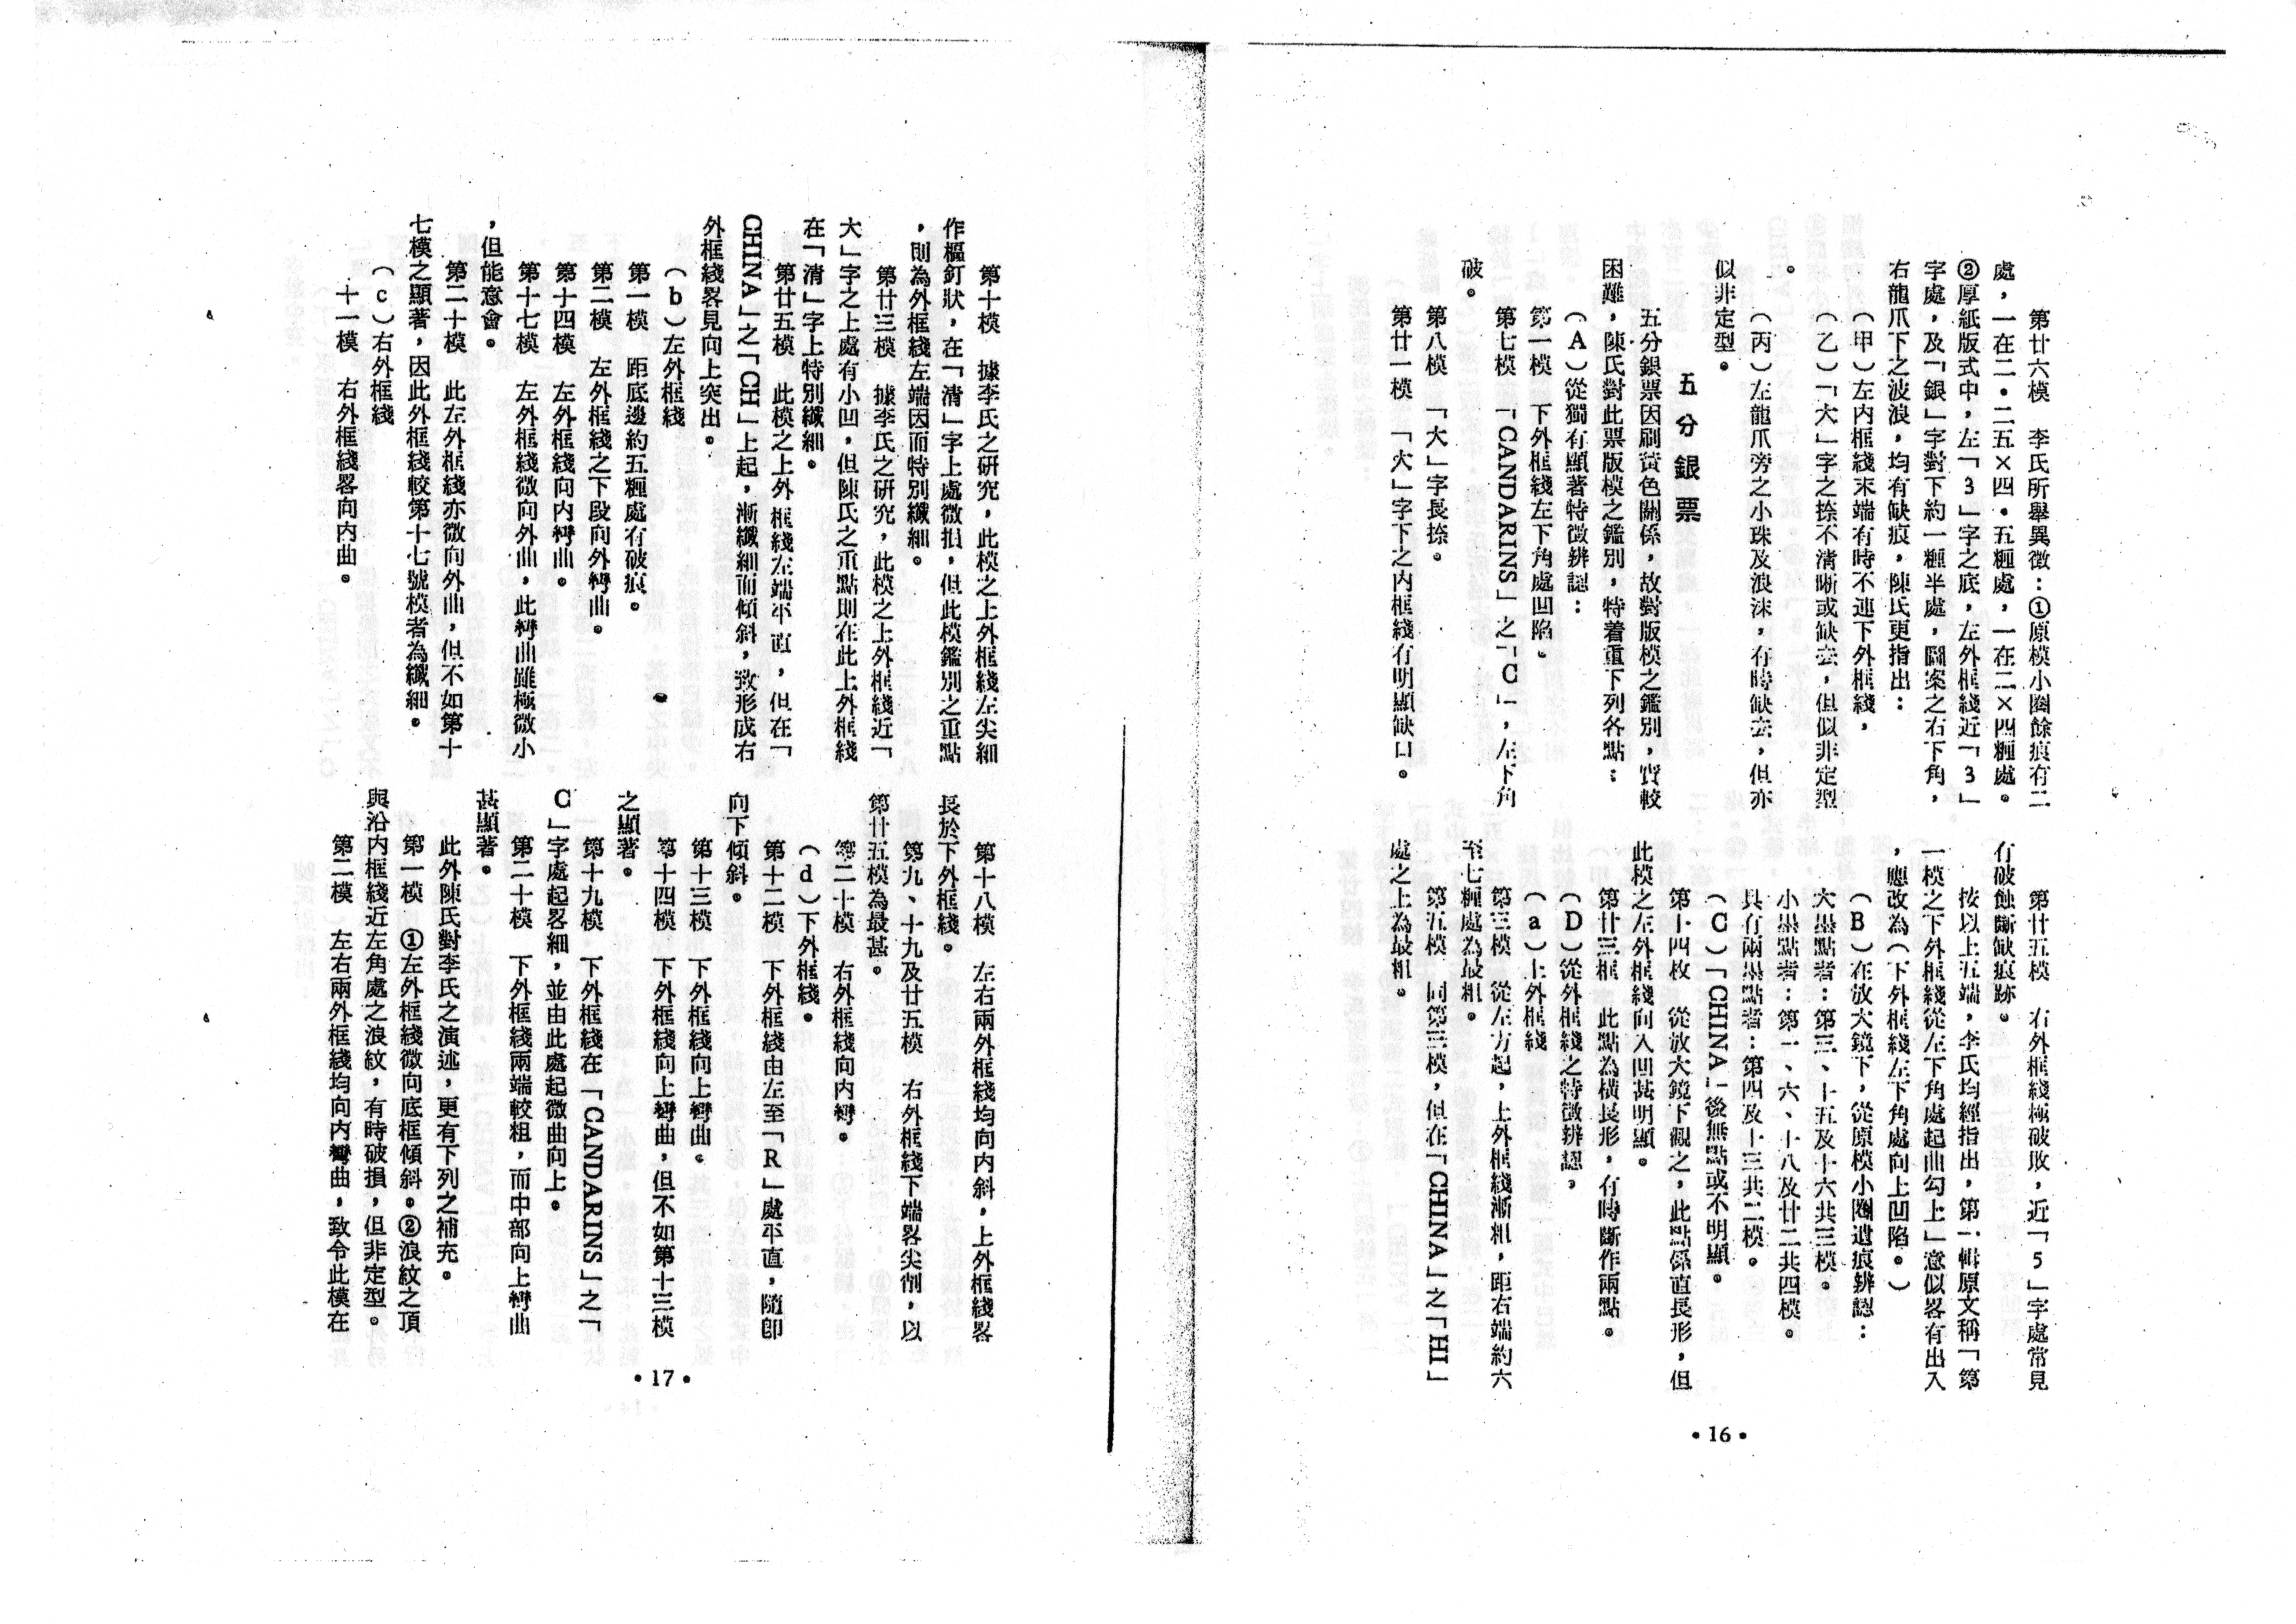 第廿六模　李氏所舉異徵：①原模小圈餘痕有二
處，一在二·二五×四·五糎處，一在二×四糎處。
②厚紙版式中，左「3」字之底，左外框綫近「3」
字處，及「銀」字對下約一糎半處，圖案之右下角，
右龍爪下之波浪，均有缺痕，陳氏更指出：
（甲）左内框綫末端有時不連下外框綫，
（乙）「大」字之捺不清晰或缺去，但似非定型
。
（丙）左龍爪旁之小珠及浪沫，有時缺去，但亦
似非定型。
五分銀票
五分銀票因刷黃色關係，故對版模之鑑別，實較
困難，陳氏對此票版模之鑑別，特着重下列各點：
（A）從獨有顯著特徵辨認：
第一模　下外框綫左下角處凹陷。
第七模　「CANDARINS」之「C」，左下角
破。
第八模　「大」字長捺。
第廿一模　「大」字下之内框綫有明顯缺口。
第廿五模　右外框綫極破敗，近「5」字處常見
有破蝕斷缺痕跡。
按以上五端，李氏均經指出，第一輯原文稱「第
一模之下外框綫從左下角處起曲勾上」意似畧有出入
，應改為（下外框綫左下角處向上凹陷。）
（B）在放大鏡下，從原模小圈遺痕辨認：
大墨點者：第三、十五及十六共三模。
小墨點者：第一、六、十八及廿二共四模。
具有兩墨點者：第四及十三共二模。
（C）「CHINA」後無點或不明顯。
第十四枚　從放大鏡下觀之，此點係直長形，但
此模之左外框綫向入凹甚明顯。
第廿三框　此點為橫長形，有時斷作兩點。
（D）從外框綫之特徵辨認。
（a）上外框綫
第三模　從左方起，上外框綫漸粗，距右端約六
至七糎處為最粗。
第五模　同第三模，但在「CHINA」之「HI」
處之上為最粗。
• 16 •
第十模　據李氏之研究，此模之上外框綫左尖細
作樞釘狀，在「清」字上處微損，但此模鑑別之重點
，則為外框綫左端因而特別纖細。
第廿三模　據李氏之研究，此模之上外框綫近「
大」字之上處有小凹，但陳氏之重點則在此上外框綫
在「清」字上特別纖細。
第廿五模　此模之上外框綫左端平直，但在「
CHINA」之「CH」上起，漸纖細而傾斜，致形成右
外框綫畧見向上突出。
（b）左外框綫
第一模　距底邊約五糎處有破痕。
第二模　左外框綫之下段向外彎曲。
第十四模　左外框綫向内彎曲。
第十七模　左外框綫微向外曲，此彎曲雖極微小
，但能意會。
第二十模　此左外框綫亦微向外曲，但不如第十
七模之顯著，因此外框綫較第十七號模者為纖細。
（c）右外框綫
十一模　右外框綫畧向内曲。
第十八模　左右兩外框綫均向内斜，上外框綫畧
長於下外框綫。
第九、十九及廿五模　右外框綫下端畧尖削，以
第廿五模為最甚。
第二十模　右外框綫向内彎。
（d）下外框綫。
第十二模　下外框綫由左至「R」處平直，隨卽
向下傾斜。
第十三模　下外框綫向上彎曲。
第十四模　下外框綫向上彎曲，但不如第十三模
之顯著。
第十九模　下外框綫在「CANDARINS」之「
C」字處起畧細，並由此處起微曲向上。
第二十模　下外框綫兩端較粗，而中部向上彎曲
甚顯著。
此外陳氏對李氏之演述，更有下列之補充。
第一模　①左外框綫微向底框傾斜。②浪紋之頂
與沿内框綫近左角處之浪紋，有時破損，但非定型。
第二模　左右兩外框綫均向内彎曲，致令此模在
• 17 •